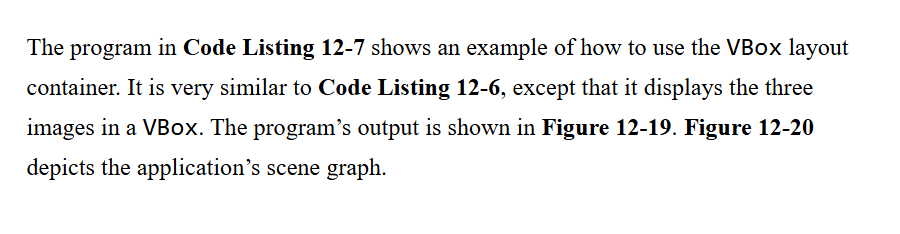 The program in Code Listing 12-7 shows an example of how to use the VBox layout
container. It is very similar to Code Listing 12-6, except that it displays the three
images in a VBox. The program’s output is shown in Figure 12-19. Figure 12-20
depicts the application’s scene graph.